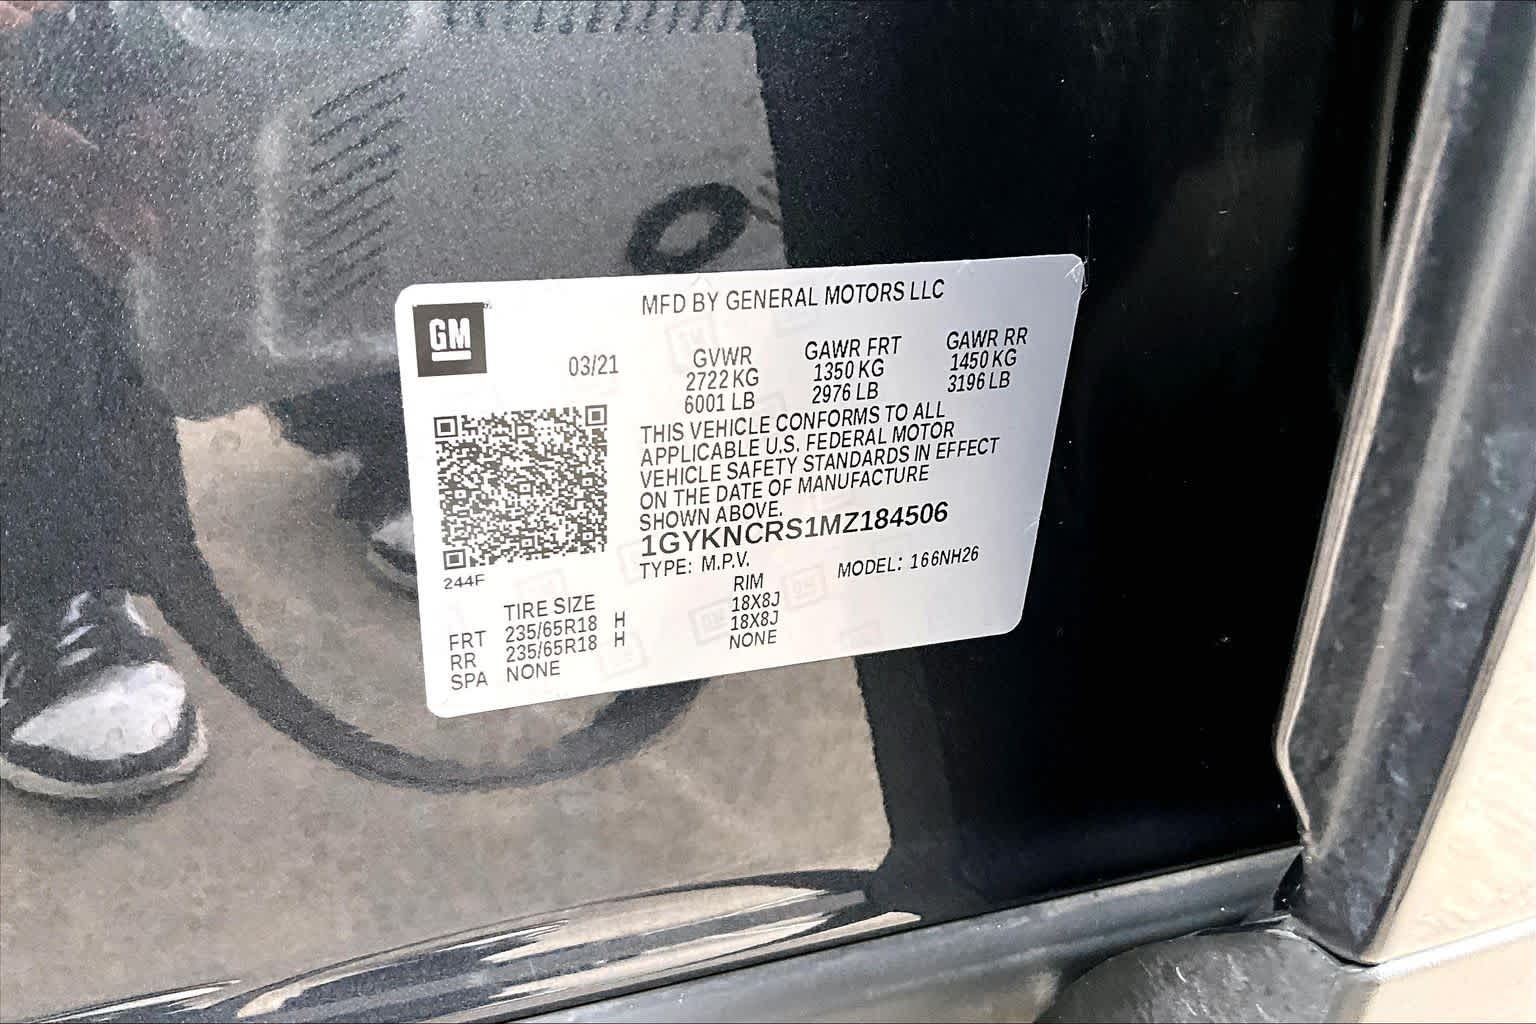 GM
MFD BY GENERAL MOTORS LLC
03/21
GVWR GAWR FRT GAWR RR
2722 KG 1350 KG 1450 KG
6001 LB 2976 LB 3196 LB
THIS VEHICLE CONFORMS TO ALL
APPLICABLE U.S. FEDERAL MOTOR
VEHICLE SAFETY STANDARDS IN EFFECT
ON THE DATE OF MANUFACTURE
SHOWN ABOVE.
1GYKNCRS1MZ184506
TYPE: M.P.V. MODEL: 166NH26
244F
TIRE SIZE RIM
FRT 235/65R18 H 18X8J
RR 235/65R18 H 18X8J
SPA NONE NONE